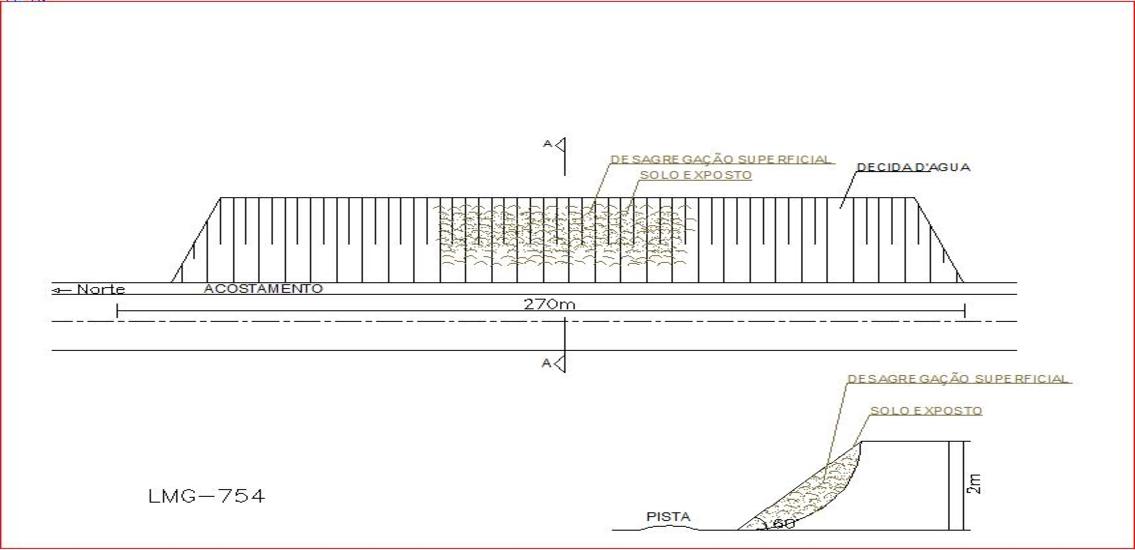 A
DESAGREGAÇÃO SUPERFICIAL
SOLO EXPOSTO
DECIDA D'AGUA
Norte
ACOSTAMENTO
270m
A
DESAGREGAÇÃO SUPERFICIAL
SOLO EXPOSTO
LMG-754
PISTA
60°
2m